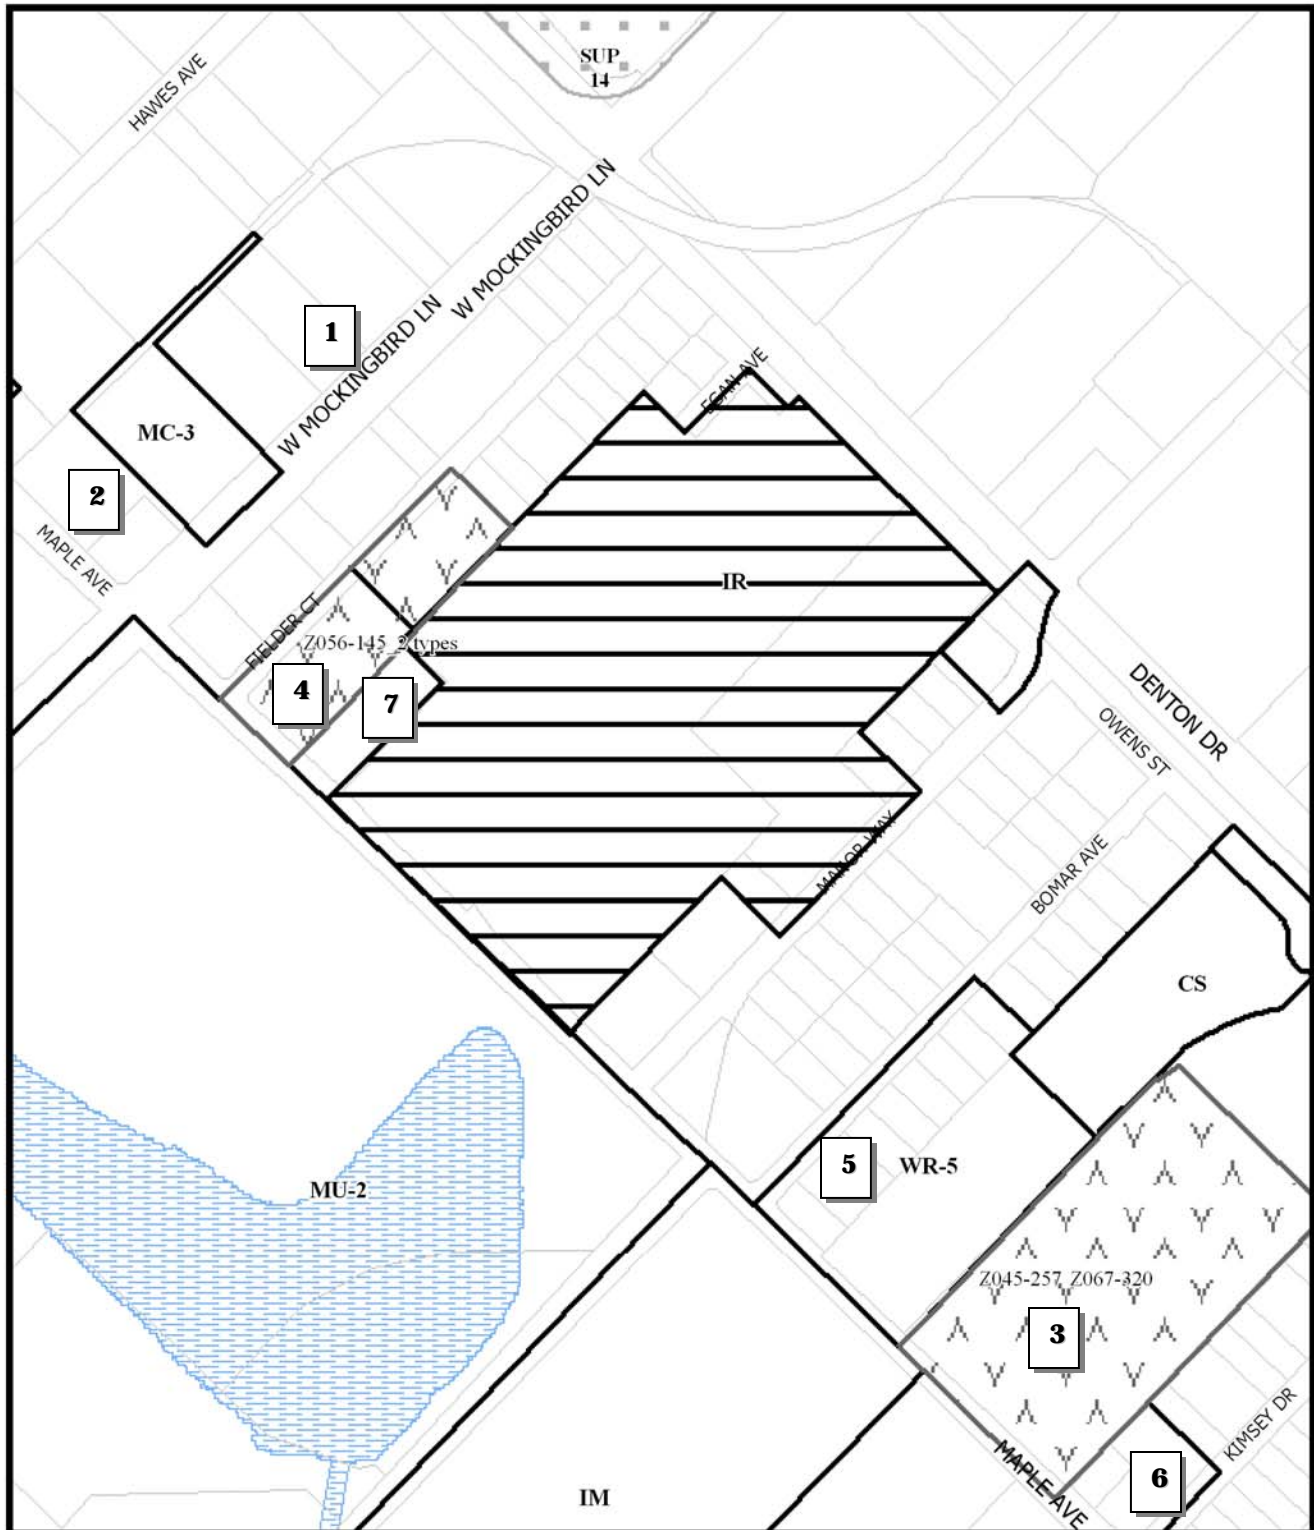 SUP
14
HAWES AVE
W MOCKINGBIRD LN
1
W MOCKINGBIRD LN
EGAN AVE
MC-3
2
MAPLE AVE
IR
FIELDER CT
Z056-145_2 types
4
7
DENTON DR
OWENS ST
MANOR WAY
BOMAR AVE
CS
5
WR-5
MU-2
Z045-257_Z067-320
3
KIMSEY DR
MAPLE AVE
6
IM